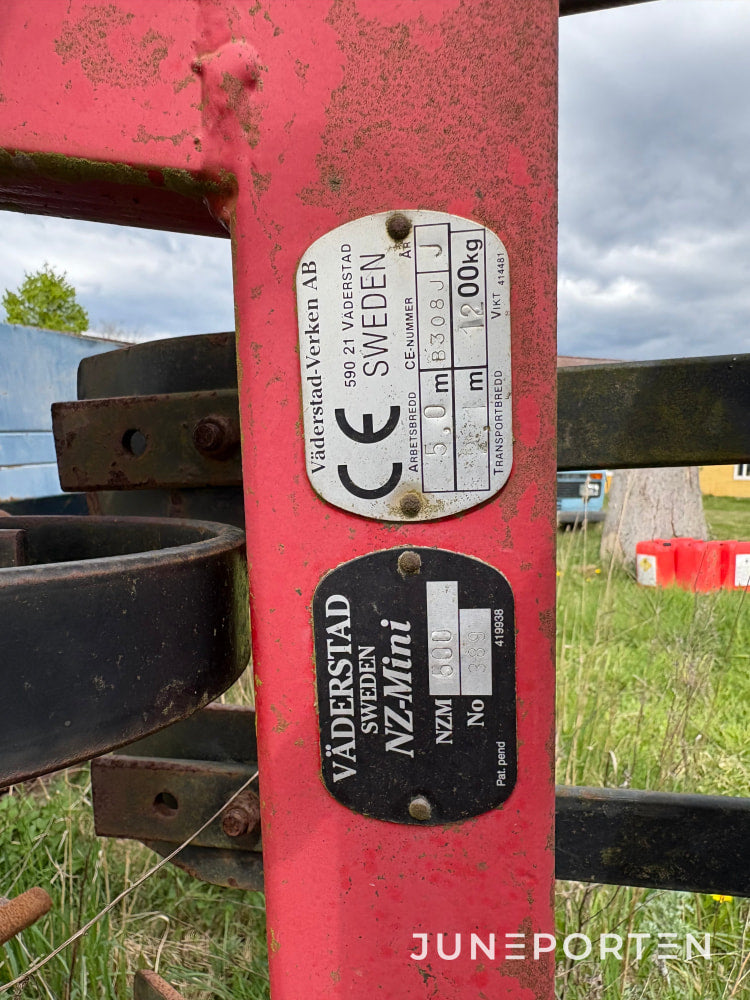 Väderstad-Verken AB
590 21 VÄDERSTAD
SWEDEN
CE
ARBETSBREDD CE-NUMMER ÅR
5,0 m B308J J
m 1200kg
TRANSPORTBREDD VIKT 414481
VÄDERSTAD
SWEDEN
NZ-Mini
NZM 600
No 389
Pat. pend 419938
JUNEPORTEN